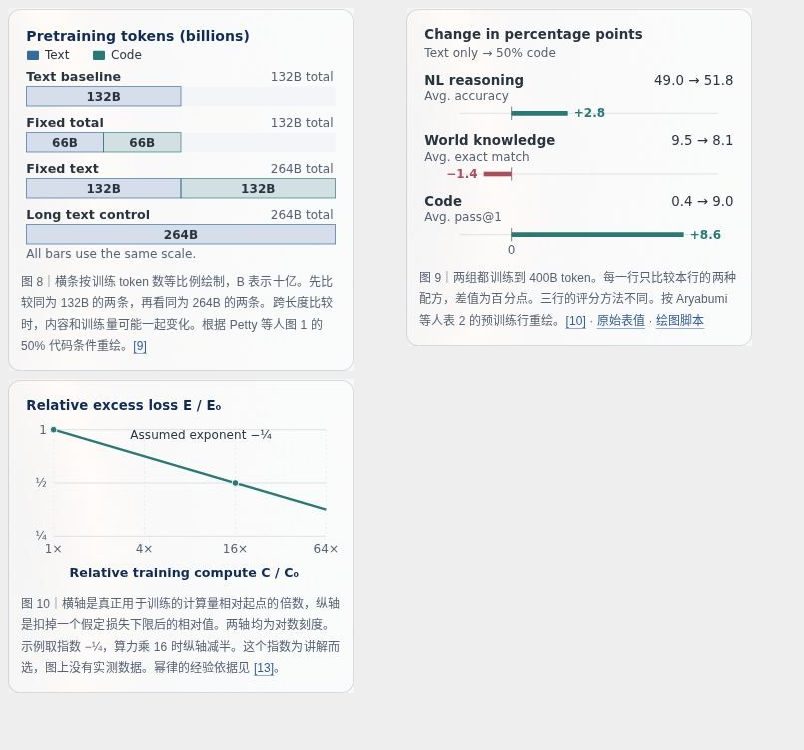 Pretraining tokens (billions)
Text Code
Text baseline 132B total
132B
Fixed total 132B total
66B 66B
Fixed text 264B total
132B 132B
Long text control 264B total
264B
All bars use the same scale.
图 8｜横条按训练 token 数等比例绘制，B 表示十亿。先比
较同为 132B 的两条，再看同为 264B 的两条。跨长度比较
时，内容和训练量可能一起变化。根据 Petty 等人图 1 的
50% 代码条件重绘。[9]
Change in percentage points
Text only → 50% code
NL reasoning 49.0 → 51.8
Avg. accuracy
+2.8
World knowledge 9.5 → 8.1
Avg. exact match
−1.4
Code 0.4 → 9.0
Avg. pass@1
+8.6
0
图 9｜两组都训练到 400B token。每一行只比较本行的两种
配方，差值为百分点。三行的评分方法不同。按 Aryabumi
等人表 2 的预训练行重绘。[10] · 原始表值 · 绘图脚本
Relative excess loss E / E₀
1
Assumed exponent −¼
½
¼
1× 4× 16× 64×
Relative training compute C / C₀
图 10｜横轴是真正用于训练的计算量相对起点的倍数，纵轴
是扣掉一个假定损失下限后的相对值。两轴均为对数刻度。
示例取指数 −¼，算力乘 16 时纵轴减半。这个指数为讲解而
选，图上没有实测数据。幂律的经验依据见 [13]。